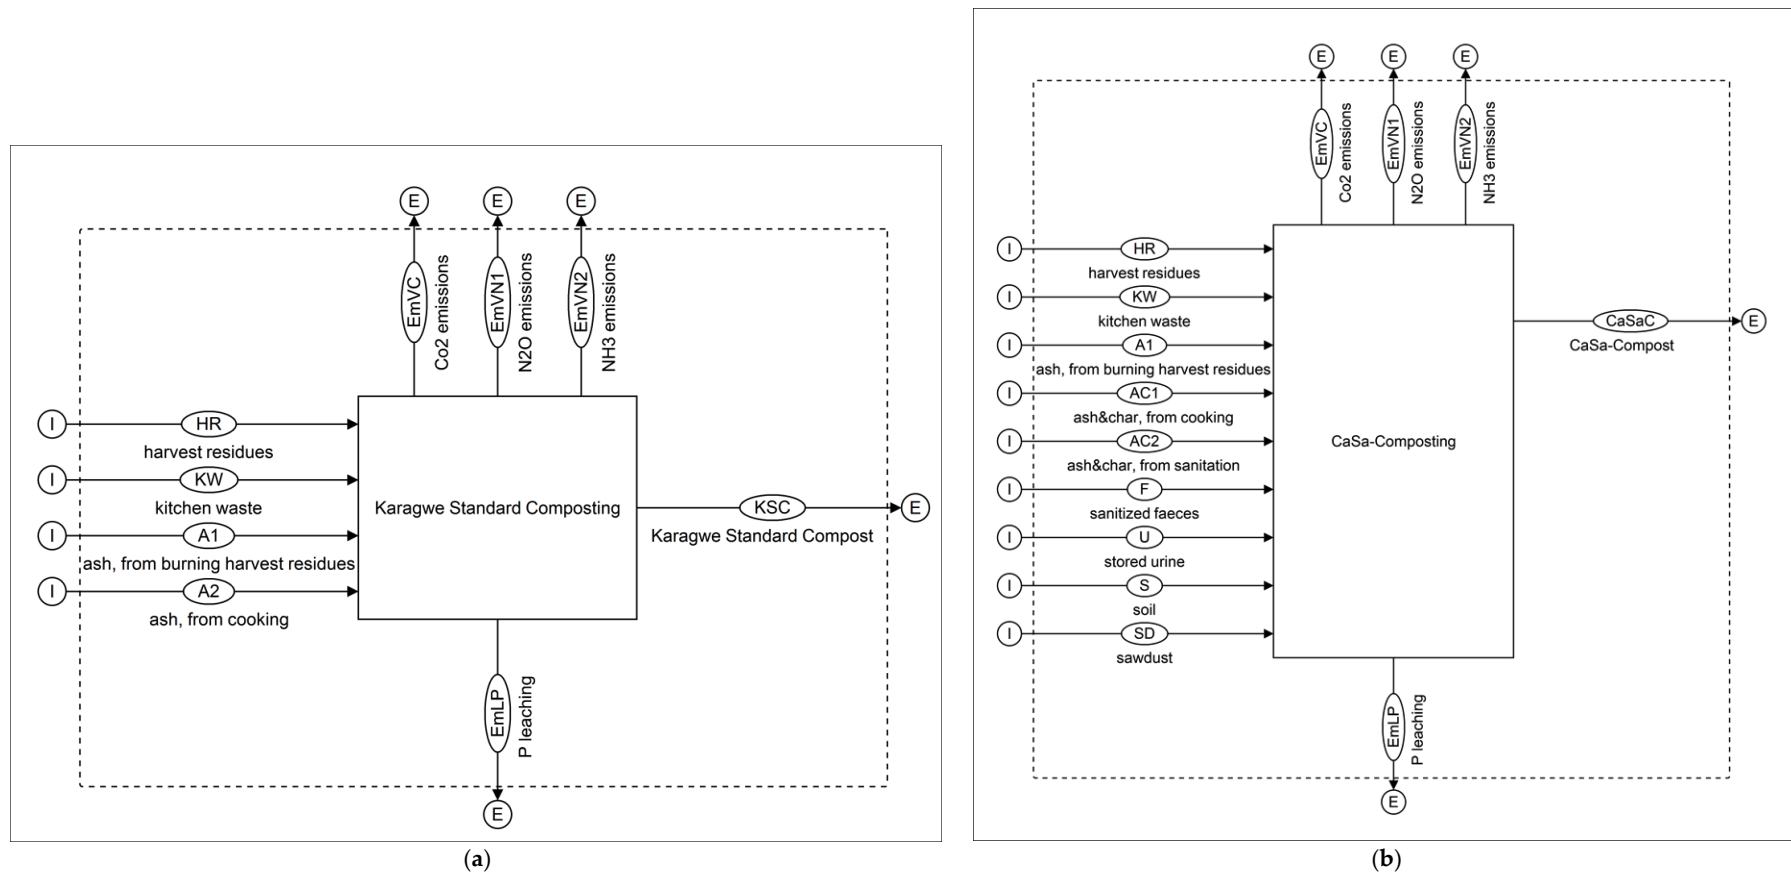 E
E
E
EmVC
Co2 emissions
EmVN1
N2O emissions
EmVN2
NH3 emissions
I
HR
harvest residues
I
KW
kitchen waste
I
A1
ash, from burning harvest residues
I
A2
ash, from cooking
Karagwe Standard Composting
KSC
Karagwe Standard Compost
E
EmLP
P leaching
E
(a)
E
E
E
EmVC
Co2 emissions
EmVN1
N2O emissions
EmVN2
NH3 emissions
I
HR
harvest residues
I
KW
kitchen waste
I
A1
ash, from burning harvest residues
I
AC1
ash&char, from cooking
I
AC2
ash&char, from sanitation
I
F
sanitized faeces
I
U
stored urine
I
S
soil
I
SD
sawdust
CaSa-Composting
CaSaC
CaSa-Compost
E
EmLP
P leaching
E
(b)